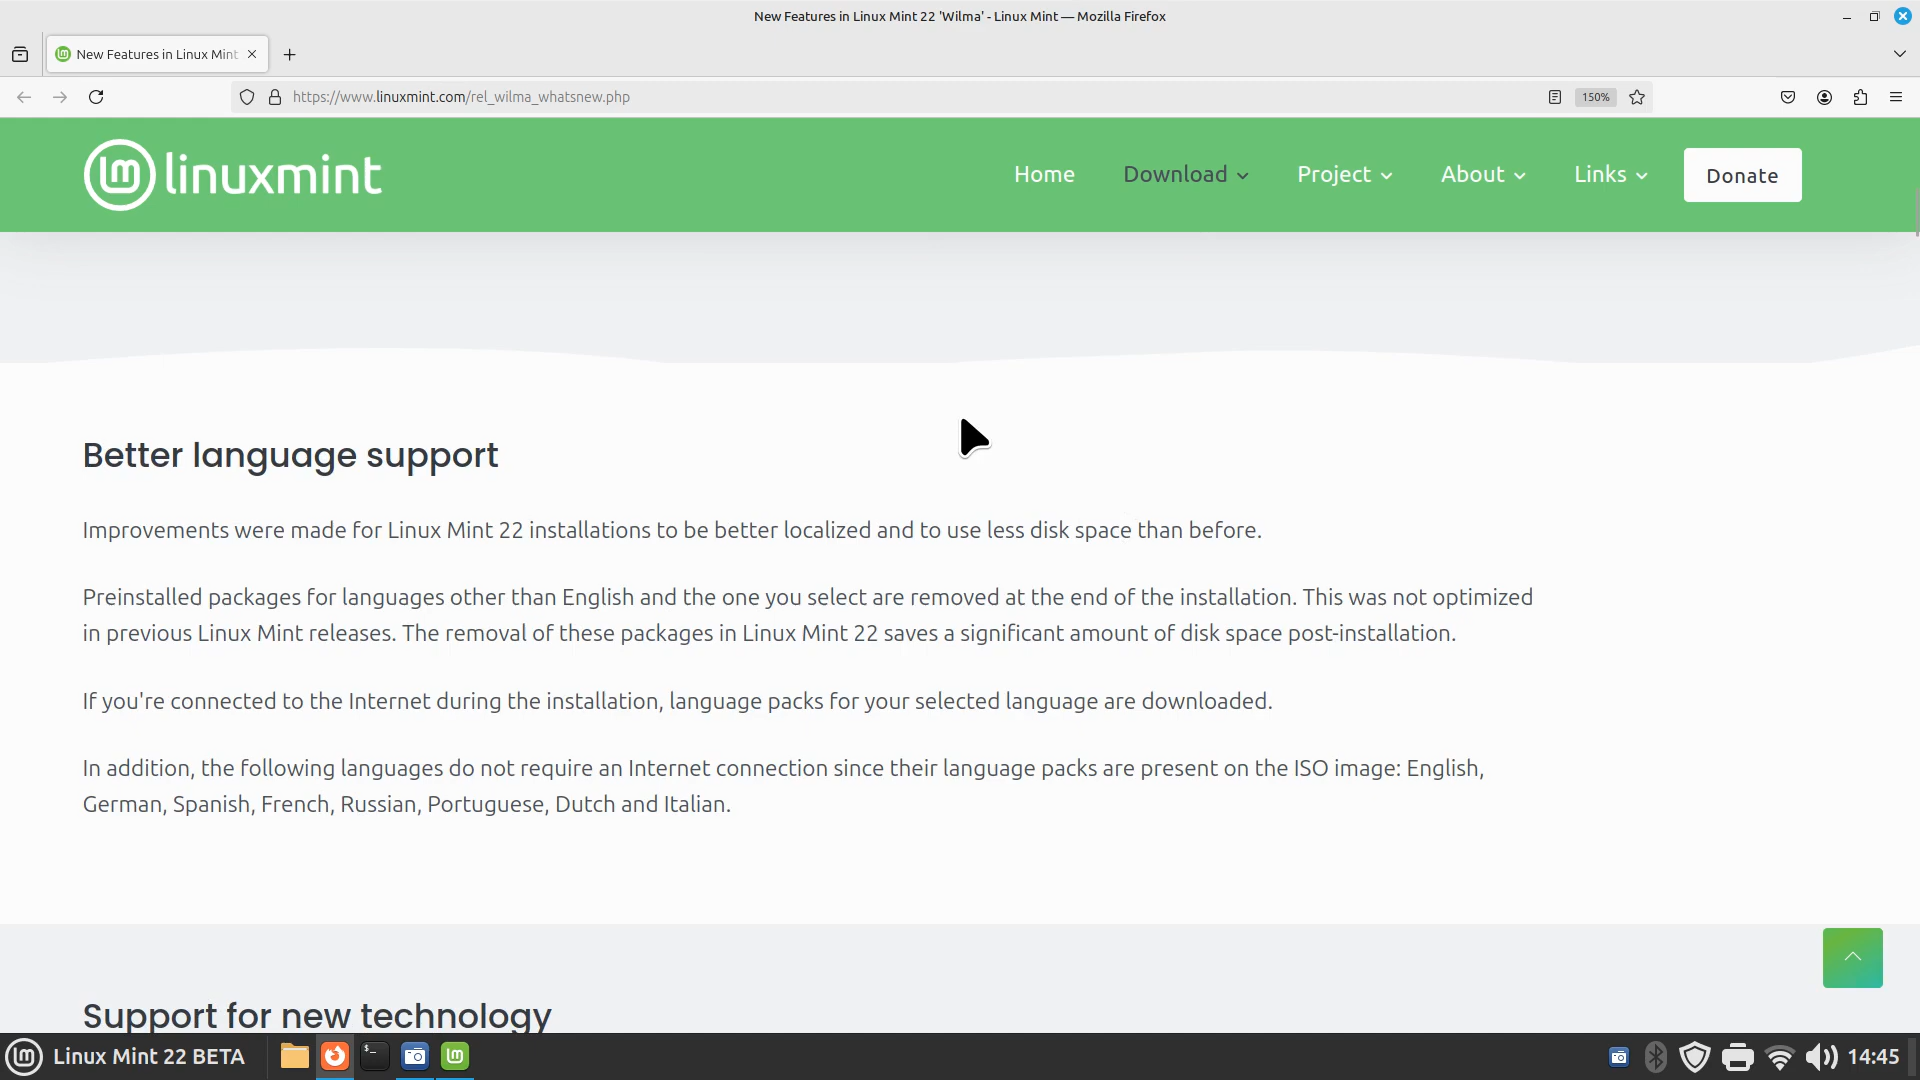 New Features in Linux Mint 22 'Wilma' - Linux Mint — Mozilla Firefox
New Features in Linux Mint
https://www.linuxmint.com/rel_wilma_whatsnew.php
150%
linuxmint
Home
Download
Project
About
Links
Donate
Better language support
Improvements were made for Linux Mint 22 installations to be better localized and to use less disk space than before.
Preinstalled packages for languages other than English and the one you select are removed at the end of the installation. This was not optimized
in previous Linux Mint releases. The removal of these packages in Linux Mint 22 saves a significant amount of disk space post-installation.
If you're connected to the Internet during the installation, language packs for your selected language are downloaded.
In addition, the following languages do not require an Internet connection since their language packs are present on the ISO image: English,
German, Spanish, French, Russian, Portuguese, Dutch and Italian.
Support for new technology
Linux Mint 22 BETA
14:45